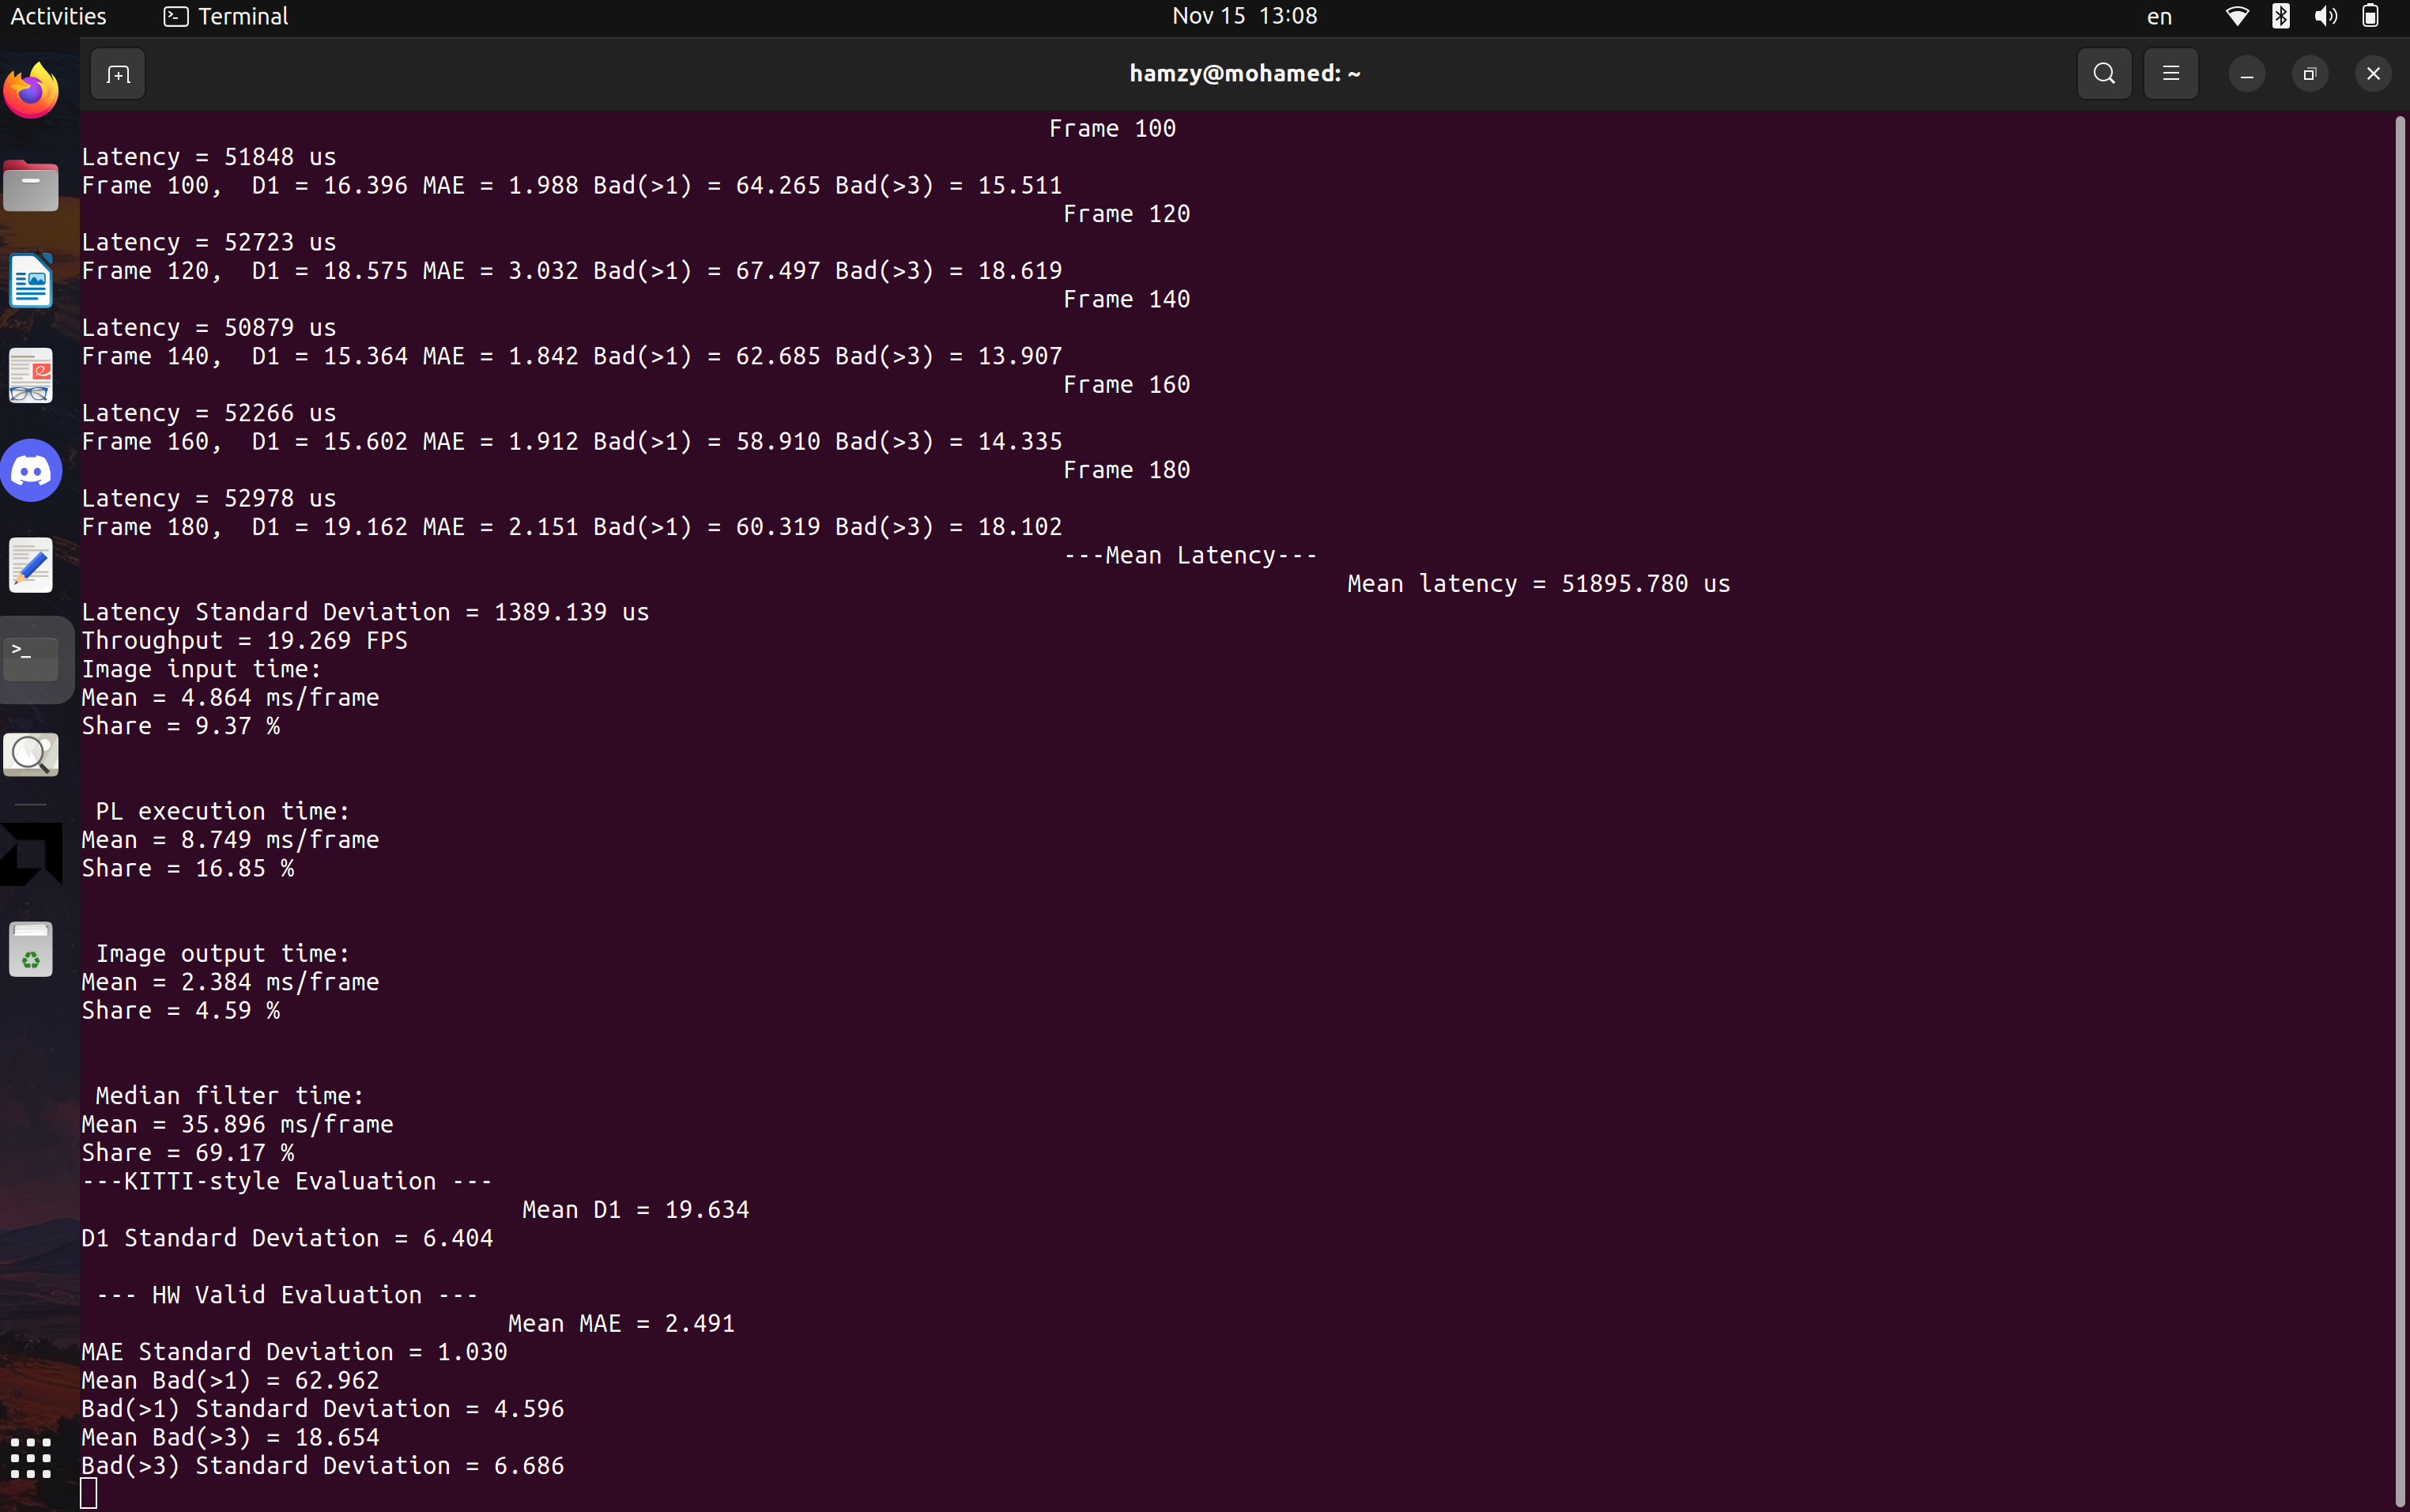 Activities Terminal Nov 15 13:08 en
hamzy@mohamed: ~
Frame 100
Latency = 51848 us
Frame 100,  D1 = 16.396 MAE = 1.988 Bad(>1) = 64.265 Bad(>3) = 15.511
Frame 120
Latency = 52723 us
Frame 120,  D1 = 18.575 MAE = 3.032 Bad(>1) = 67.497 Bad(>3) = 18.619
Frame 140
Latency = 50879 us
Frame 140,  D1 = 15.364 MAE = 1.842 Bad(>1) = 62.685 Bad(>3) = 13.907
Frame 160
Latency = 52266 us
Frame 160,  D1 = 15.602 MAE = 1.912 Bad(>1) = 58.910 Bad(>3) = 14.335
Frame 180
Latency = 52978 us
Frame 180,  D1 = 19.162 MAE = 2.151 Bad(>1) = 60.319 Bad(>3) = 18.102
---Mean Latency---
Mean latency = 51895.780 us
Latency Standard Deviation = 1389.139 us
Throughput = 19.269 FPS
Image input time:
Mean = 4.864 ms/frame
Share = 9.37 %
PL execution time:
Mean = 8.749 ms/frame
Share = 16.85 %
Image output time:
Mean = 2.384 ms/frame
Share = 4.59 %
Median filter time:
Mean = 35.896 ms/frame
Share = 69.17 %
---KITTI-style Evaluation ---
Mean D1 = 19.634
D1 Standard Deviation = 6.404
--- HW Valid Evaluation ---
Mean MAE = 2.491
MAE Standard Deviation = 1.030
Mean Bad(>1) = 62.962
Bad(>1) Standard Deviation = 4.596
Mean Bad(>3) = 18.654
Bad(>3) Standard Deviation = 6.686